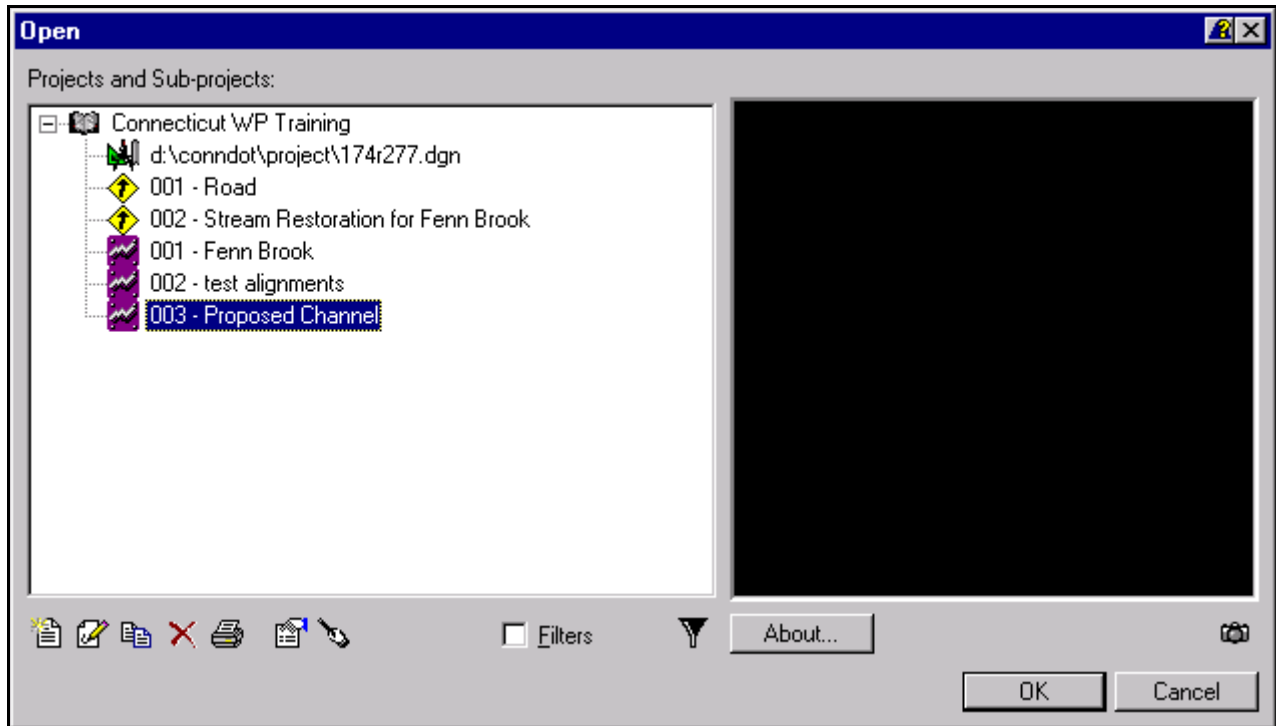 Open
Projects and Sub-projects:
Connecticut WP Training
d:\conndot\project\174r277.dgn
001 - Road
002 - Stream Restoration for Fenn Brook
001 - Fenn Brook
002 - test alignments
003 - Proposed Channel
Filters
About...
OK
Cancel